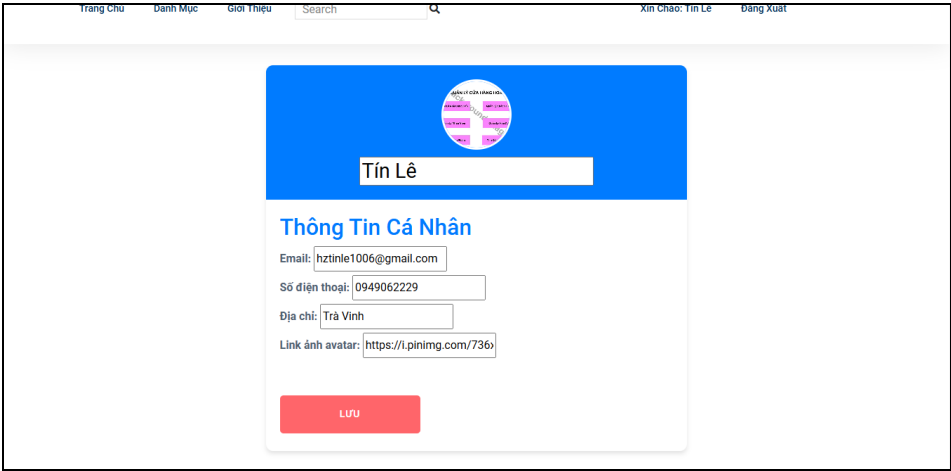 Trang Chủ Danh Mục Giới Thiệu Search Xin Chào: Tín Lê Đăng Xuất
Tín Lê
Thông Tin Cá Nhân
Email: hztinle1006@gmail.com
Số điện thoại: 0949062229
Địa chỉ: Trà Vinh
Link ảnh avatar: https://i.pinimg.com/736x
LƯU